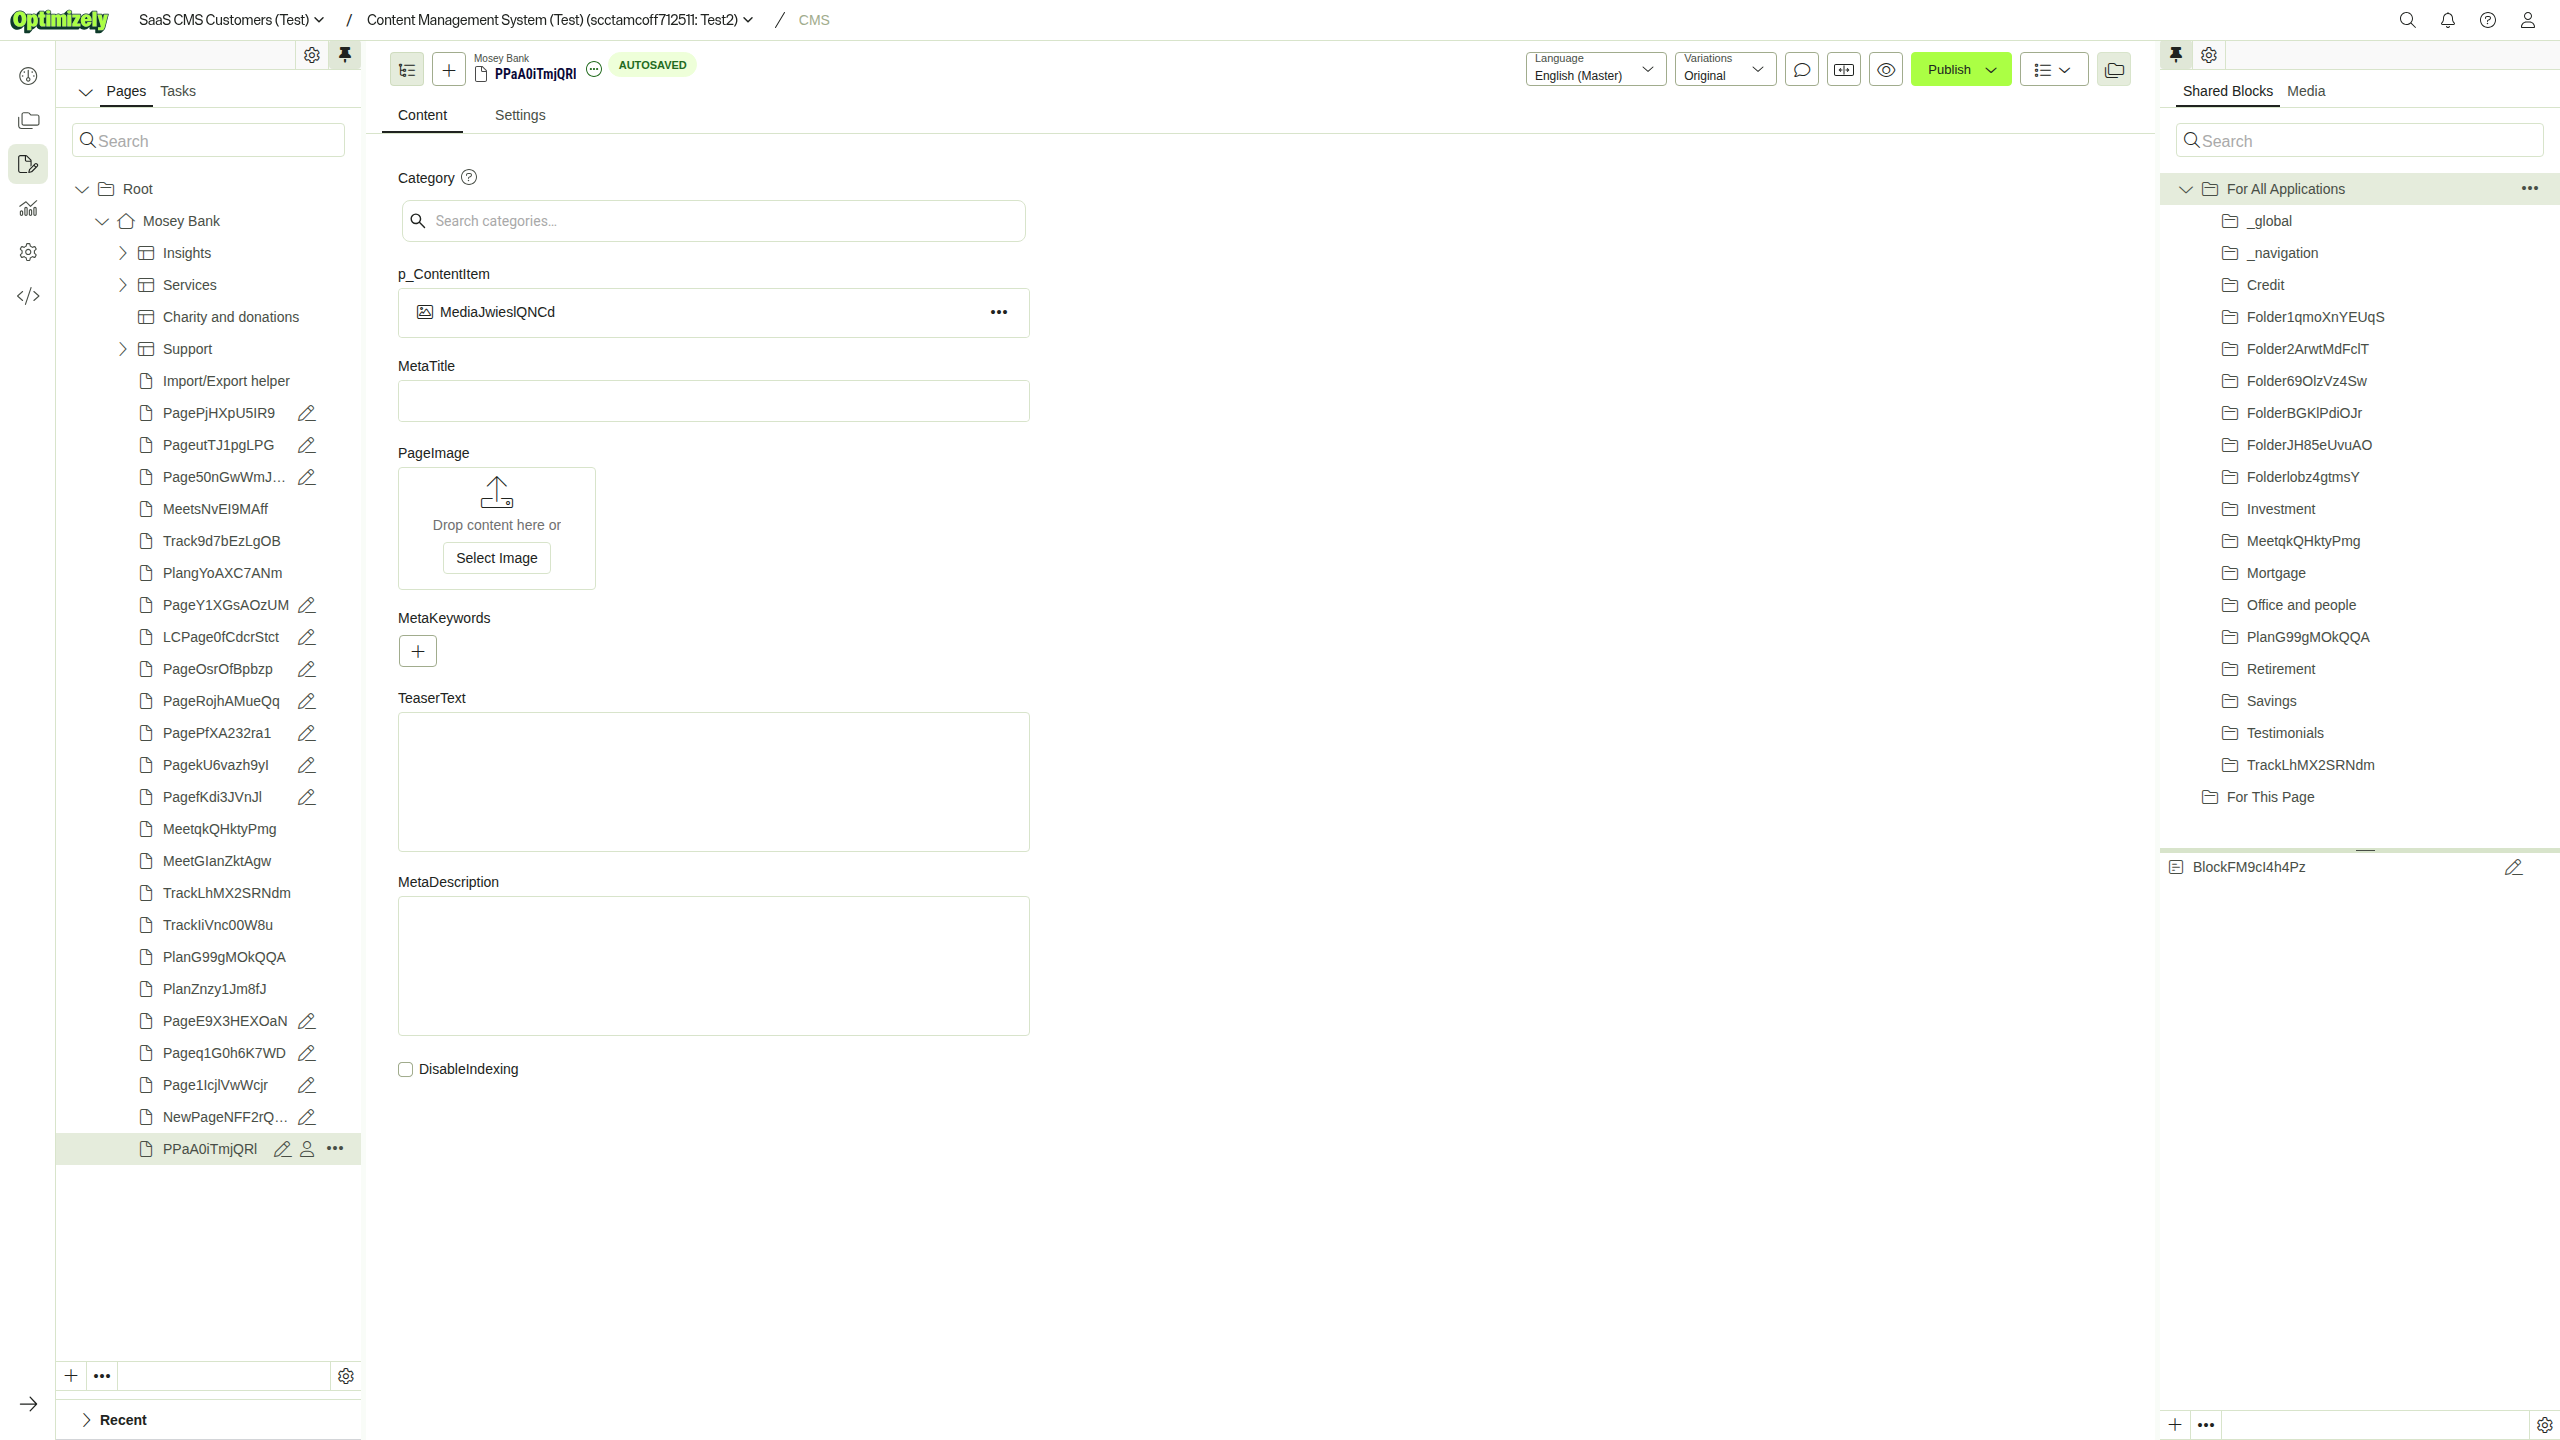 Optimizely
SaaS CMS Customers (Test) / Content Management System (Test) (scctamcoff712511: Test2) / CMS
Pages Tasks
Search
Root
Mosey Bank
Insights
Services
Charity and donations
Support
Import/Export helper
PagePjHXpU5IR9
PageutTJ1pgLPG
Page50nGwWmJ...
MeetsNvEI9MAff
Track9d7bEzLgOB
PlangYoAXC7ANm
PageY1XGsAOzUM
LCPage0fCdcrStct
PageOsrOfBpbzp
PageRojhAMueQq
PagePfXA232ra1
PagekU6vazh9yI
PagefKdi3JVnJl
MeetqkQHktyPmg
MeetGIanZktAgw
TrackLhMX2SRNdm
TrackIiVnc00W8u
PlanG99gMOkQQA
PlanZnzy1Jm8fJ
PageE9X3HEXOaN
Pageq1G0h6K7WD
Page1IcjlVwWcjr
NewPageNFF2rQ...
PPaA0iTmjQRl
Recent
Mosey Bank
PPaA0iTmjQRl
AUTOSAVED
Language
English (Master)
Variations
Original
Publish
Content Settings
Category
Search categories...
p_ContentItem
MediaJwieslQNCd
MetaTitle
PageImage
Drop content here or
Select Image
MetaKeywords
TeaserText
MetaDescription
DisableIndexing
Shared Blocks Media
Search
For All Applications
_global
_navigation
Credit
Folder1qmoXnYEUqS
Folder2ArwtMdFclT
Folder69OlzVz4Sw
FolderBGKlPdiOJr
FolderJH85eUvuAO
Folderlobz4gtmsY
Investment
MeetqkQHktyPmg
Mortgage
Office and people
PlanG99gMOkQQA
Retirement
Savings
Testimonials
TrackLhMX2SRNdm
For This Page
BlockFM9cI4h4Pz